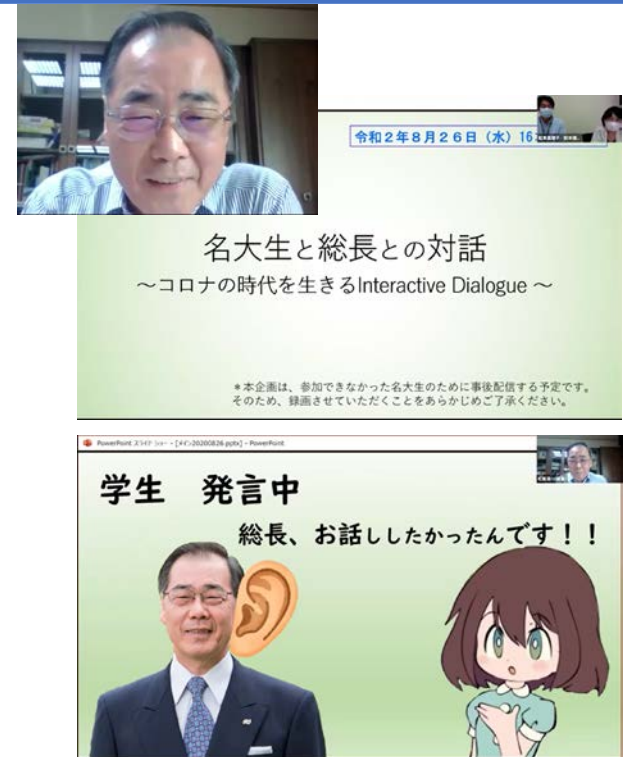 令和2年8月26日（水）16
名大生と総長との対話
～コロナの時代を生きるInteractive Dialogue～
＊本企画は、参加できなかった名大生のために事後配信する予定です。
そのため、録画させていただくことをあらかじめご了承ください。
PowerPoint スライド ショー - [メイン20200826.pptx] - PowerPoint
学生　発言中
総長、お話ししたかったんです！！